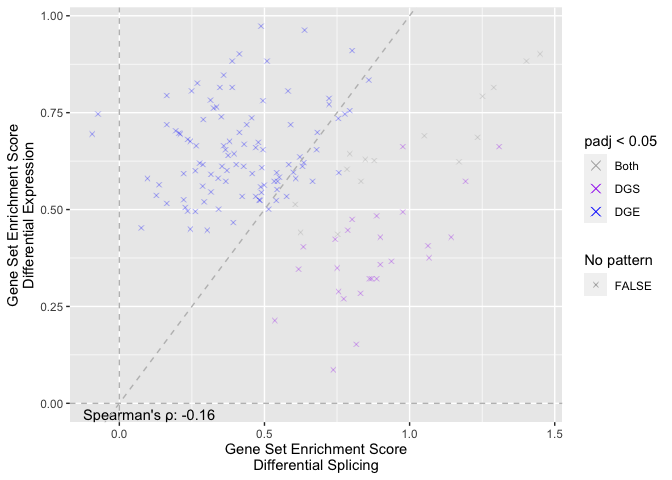 1.00
0.75
0.50
0.25
0.00
Gene Set Enrichment Score
Differential Expression
Spearman's ρ: -0.16
0.0
0.5
1.0
1.5
Gene Set Enrichment Score
Differential Splicing
padj < 0.05
Both
DGS
DGE
No pattern
FALSE